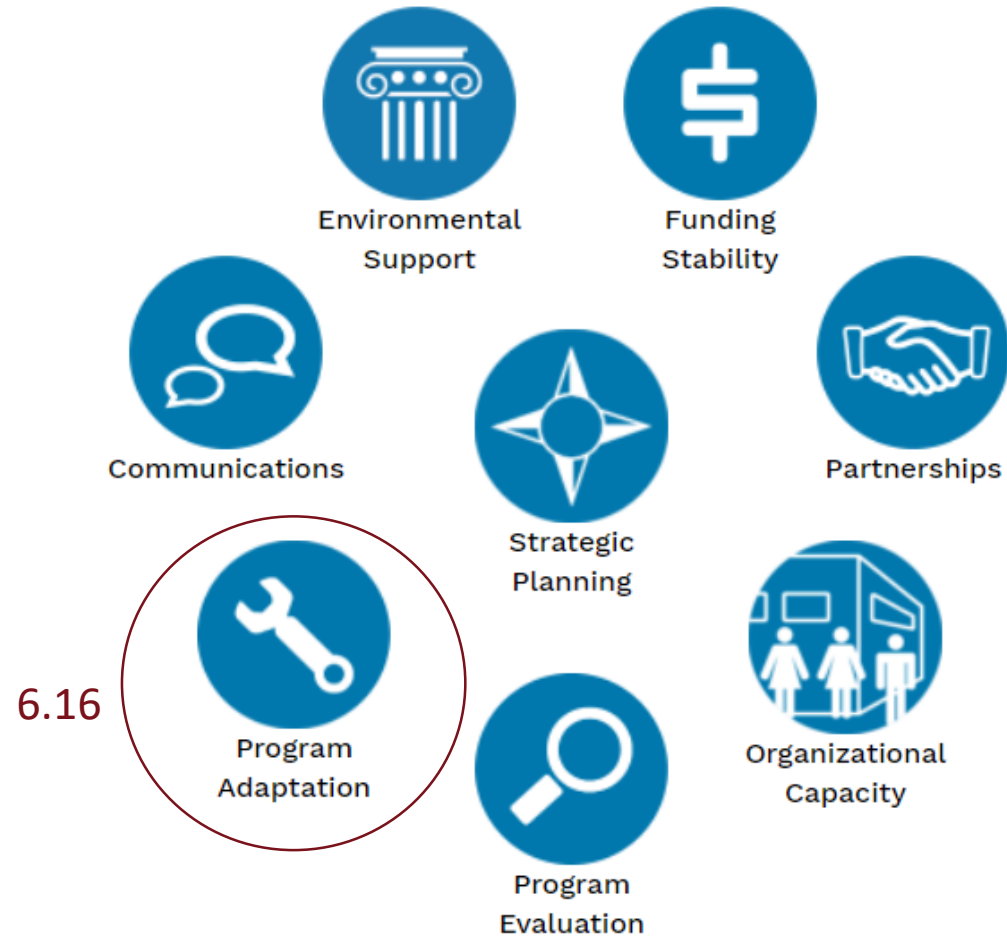 Environmental
Support
Funding
Stability
Communications
Partnerships
Strategic
Planning
6.16
Program
Adaptation
Organizational
Capacity
Program
Evaluation